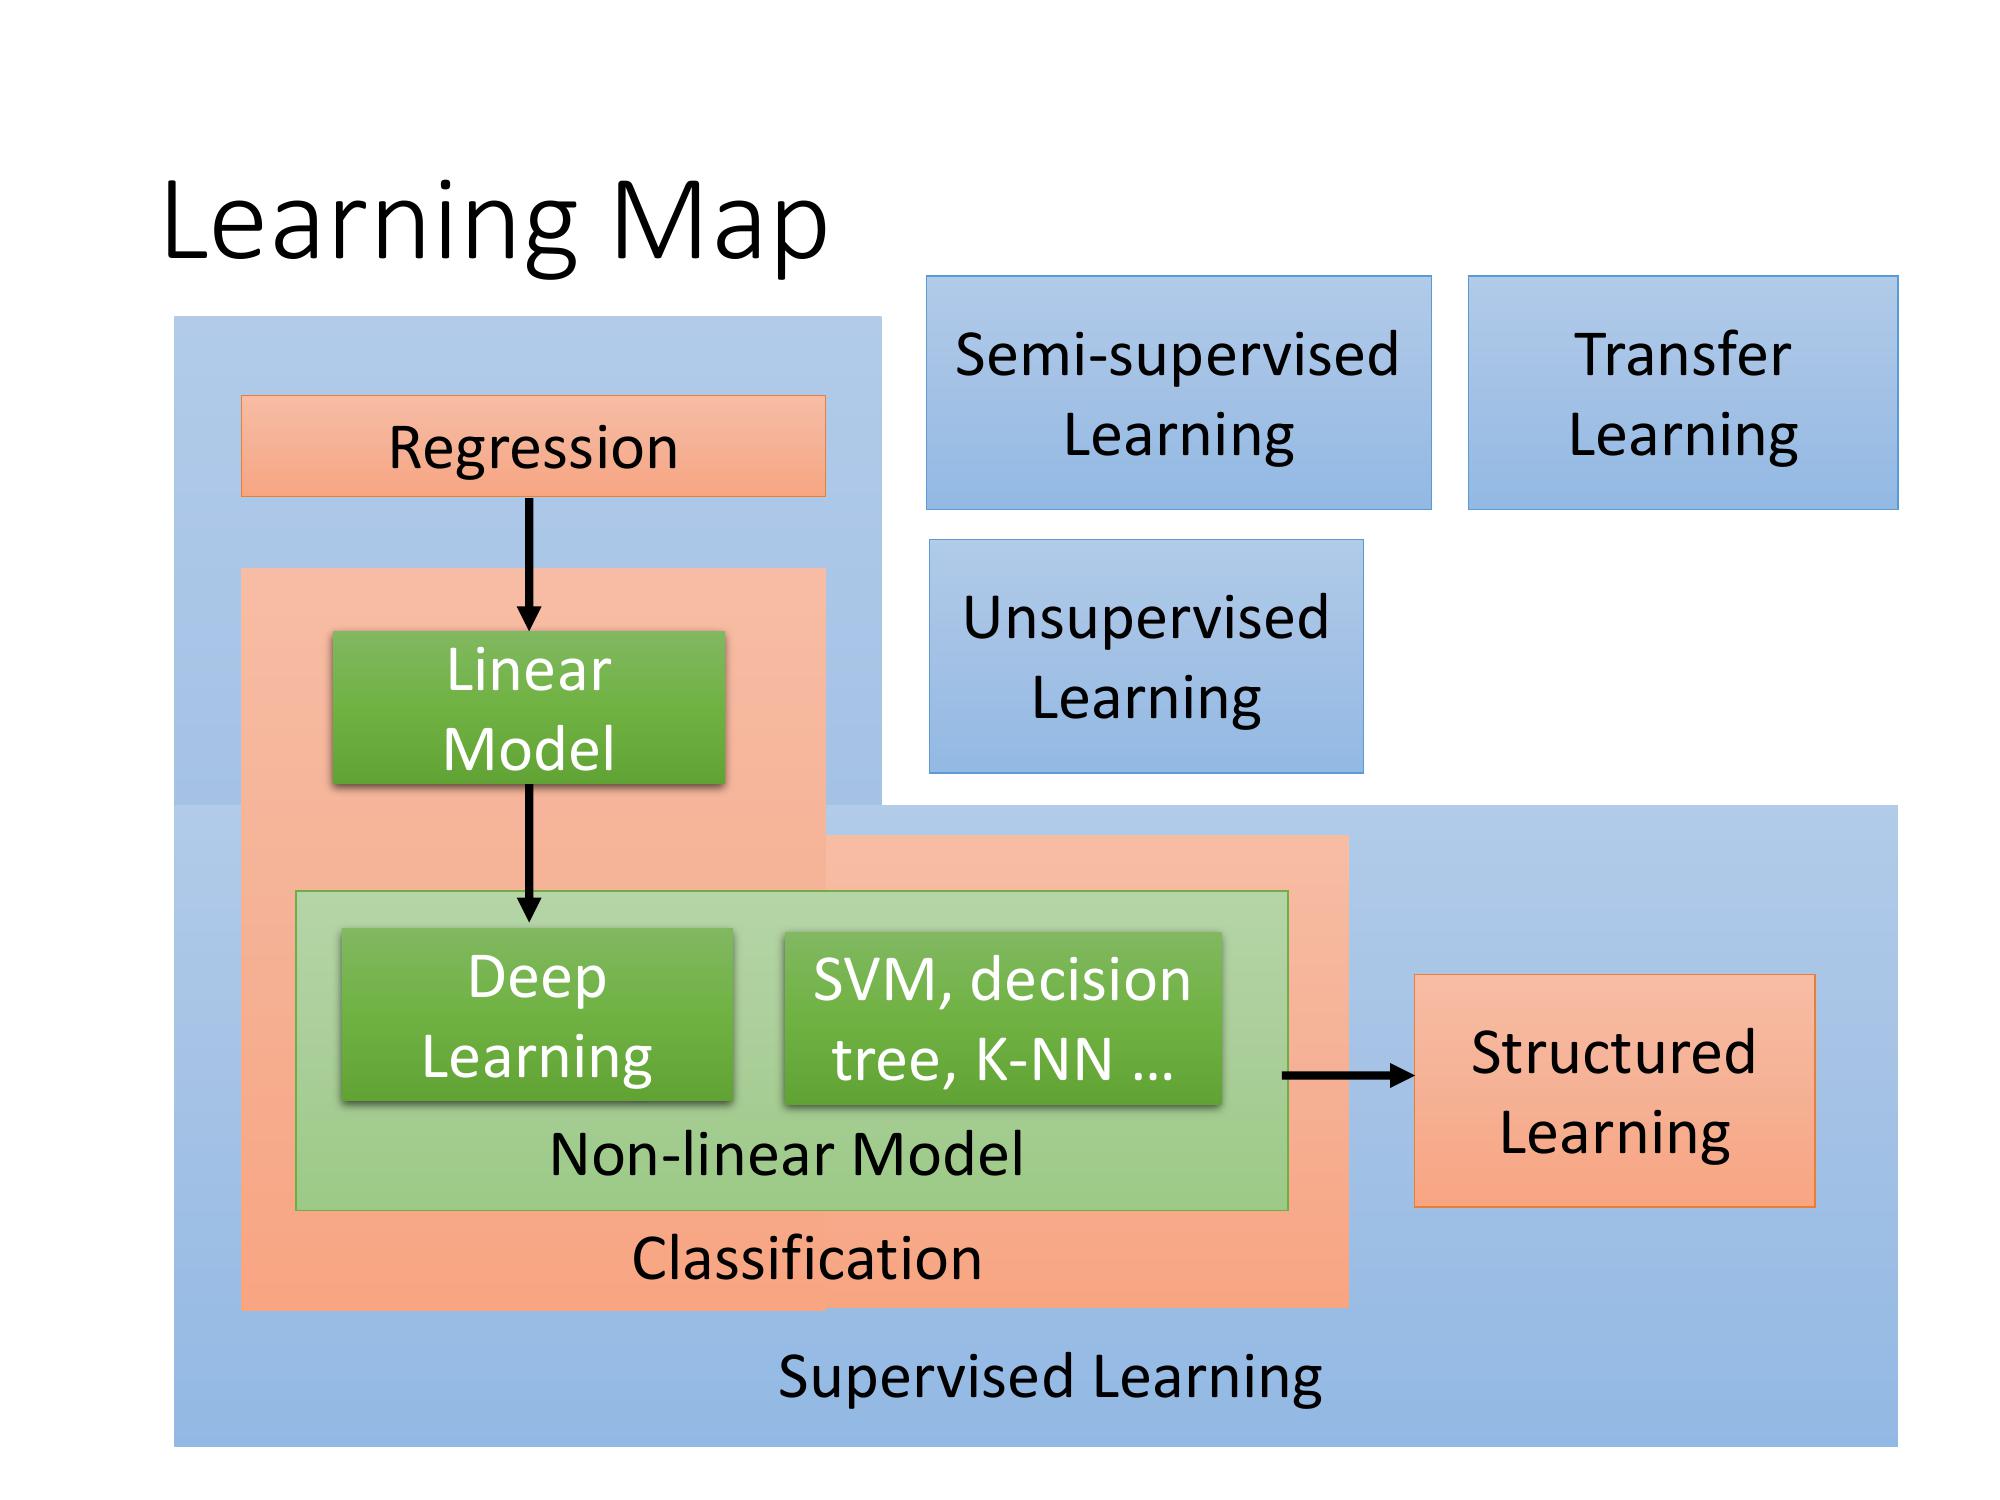 Learning Map
Semi-supervised
Learning
Transfer
Learning
Regression
Unsupervised
Learning
Linear
Model
Deep
Learning
SVM, decision
tree, K-NN ...
Structured
Learning
Non-linear Model
Classification
Supervised Learning